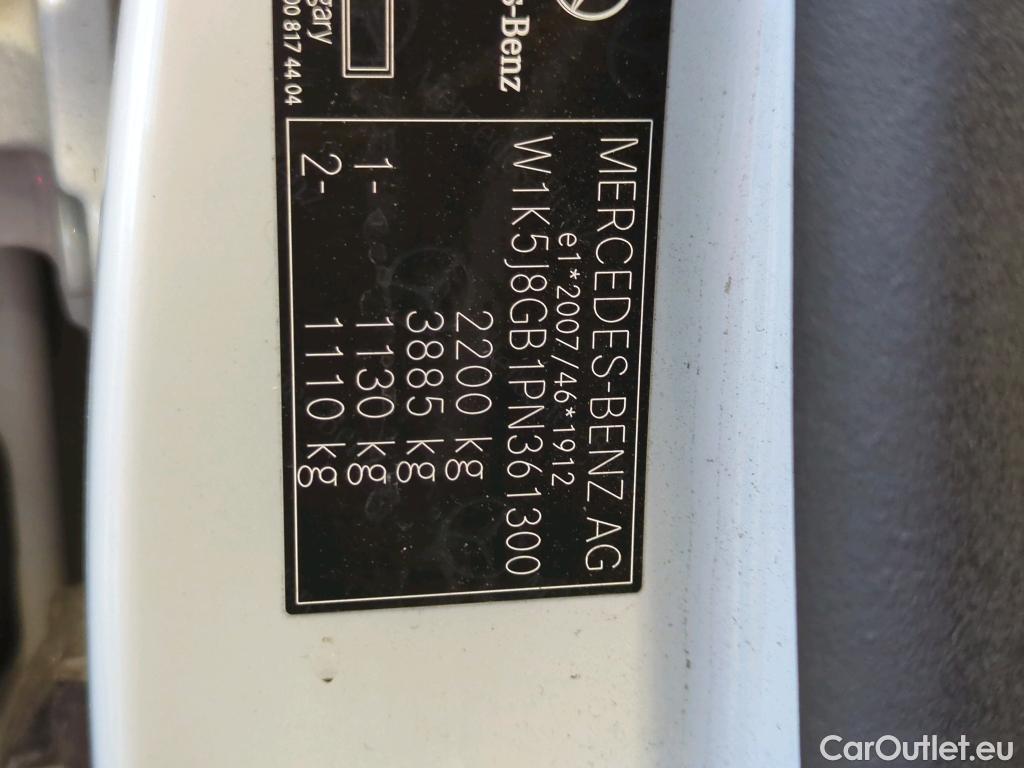 s-Benz
gary
00 817 44 04
MERCEDES-BENZ AG
e1*2007/46*1912
W1K5J8GB1PN361300
2200 kg
3885 kg
1- 1130 kg
2- 1110 kg
CarOutlet.eu